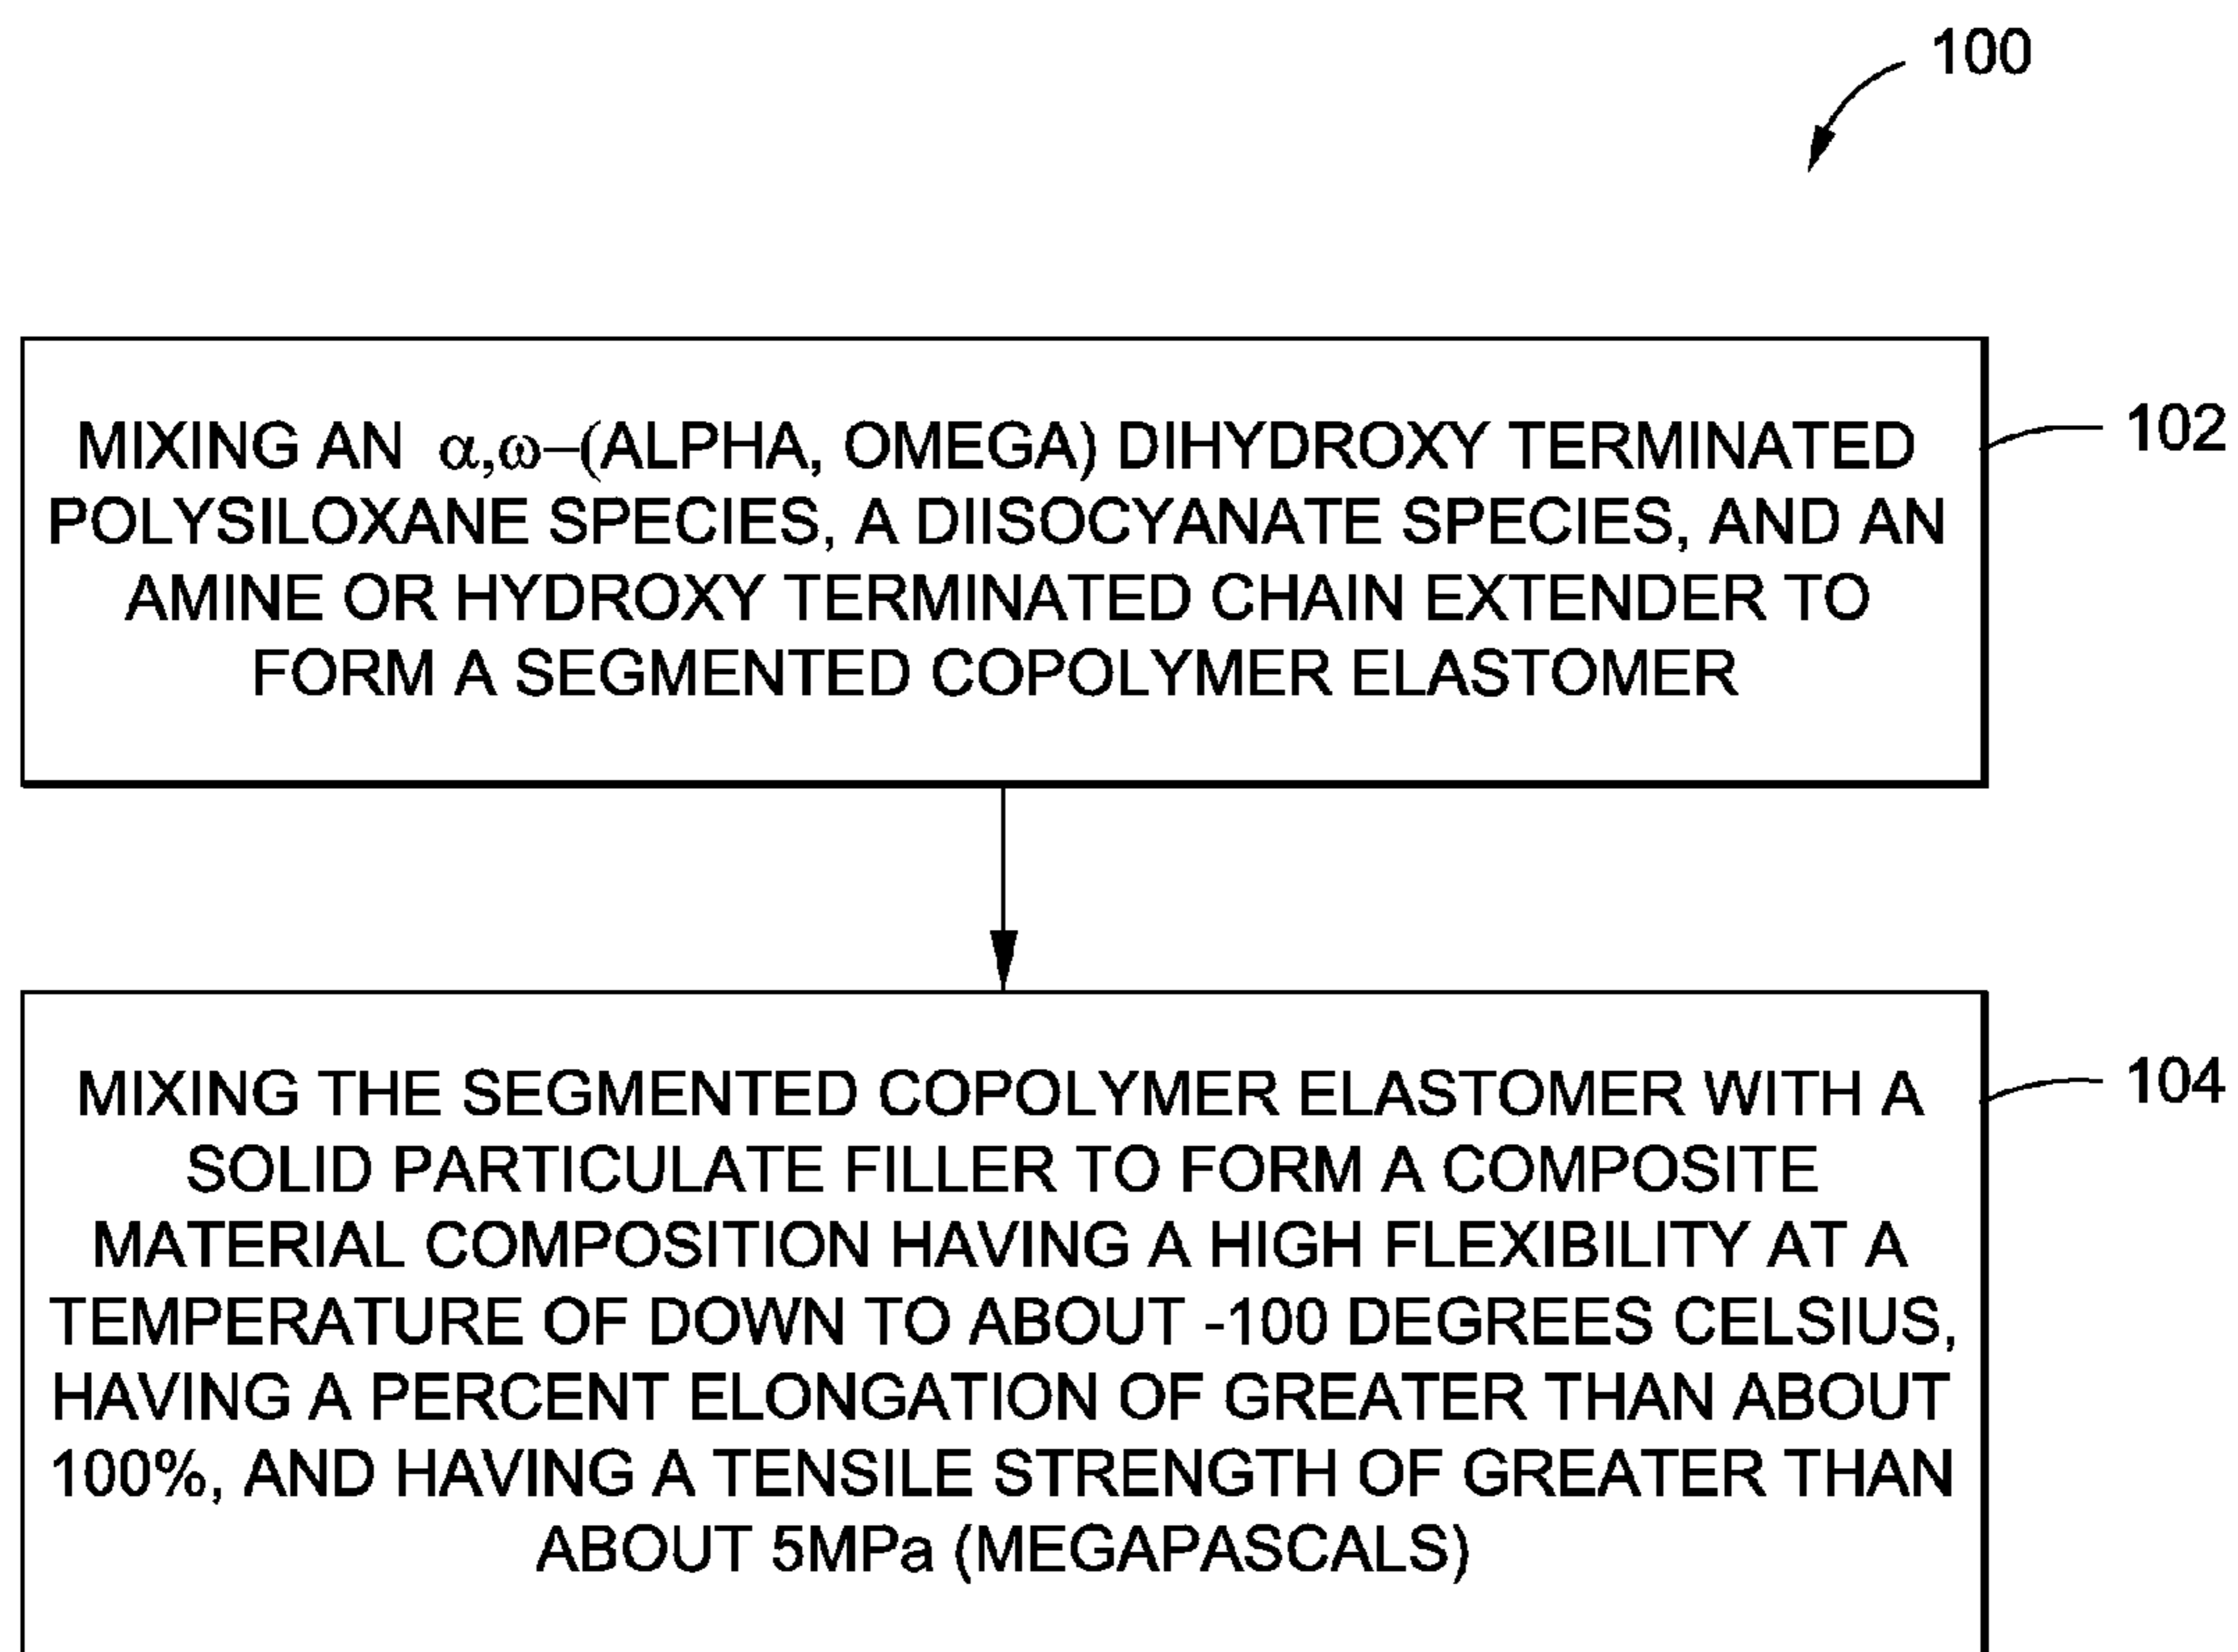 100
MIXING AN α,ω–(ALPHA, OMEGA) DIHYDROXY TERMINATED
POLYSILOXANE SPECIES, A DIISOCYANATE SPECIES, AND AN
AMINE OR HYDROXY TERMINATED CHAIN EXTENDER TO
FORM A SEGMENTED COPOLYMER ELASTOMER
102
MIXING THE SEGMENTED COPOLYMER ELASTOMER WITH A
SOLID PARTICULATE FILLER TO FORM A COMPOSITE
MATERIAL COMPOSITION HAVING A HIGH FLEXIBILITY AT A
TEMPERATURE OF DOWN TO ABOUT -100 DEGREES CELSIUS,
HAVING A PERCENT ELONGATION OF GREATER THAN ABOUT
100%, AND HAVING A TENSILE STRENGTH OF GREATER THAN
ABOUT 5MPa (MEGAPASCALS)
104